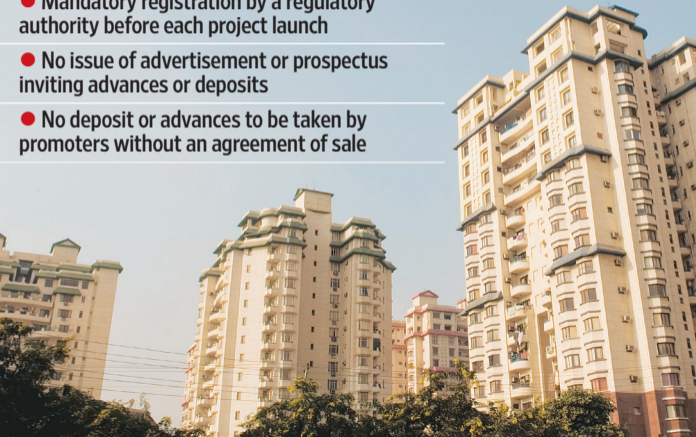 ● Mandatory registration by a regulatory
authority before each project launch
● No issue of advertisement or prospectus
inviting advances or deposits
● No deposit or advances to be taken by
promoters without an agreement of sale